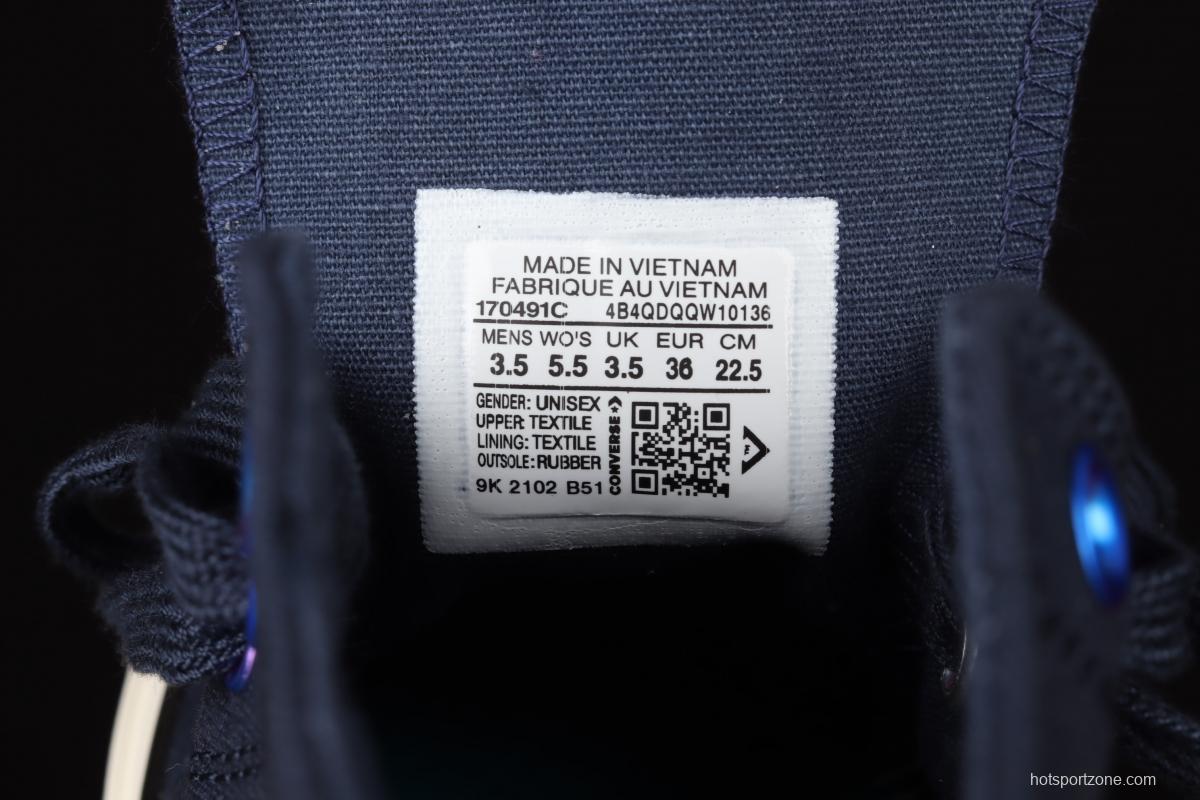 MADE IN VIETNAM
FABRIQUE AU VIETNAM
170491C 4B4QDQQW10136
MENS WO'S UK EUR CM
3.5 5.5 3.5 36 22.5
GENDER: UNISEX
UPPER: TEXTILE
LINING: TEXTILE
OUTSOLE: RUBBER
9K 2102 B51
CONVERSE
hotsportzone.com